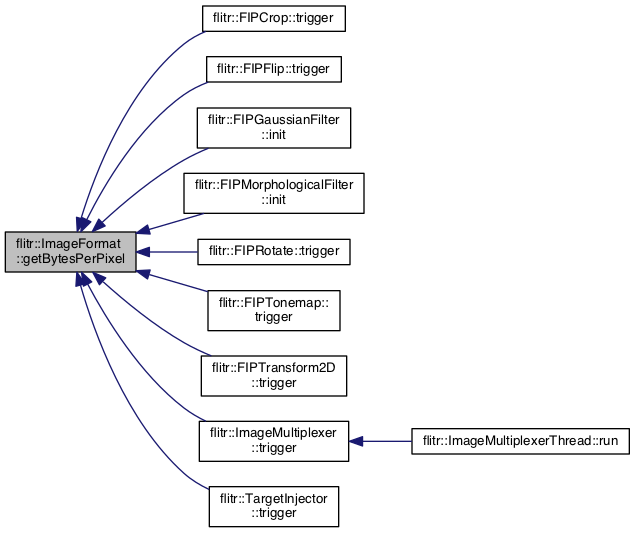 flitr::FIPCrop::trigger
flitr::FIPFlip::trigger
flitr::FIPGaussianFilter
::init
flitr::FIPMorphologicalFilter
::init
flitr::ImageFormat
::getBytesPerPixel
flitr::FIPRotate::trigger
flitr::FIPTonemap::
trigger
flitr::FIPTransform2D
::trigger
flitr::ImageMultiplexer
::trigger
flitr::ImageMultiplexerThread::run
flitr::TargetInjector
::trigger